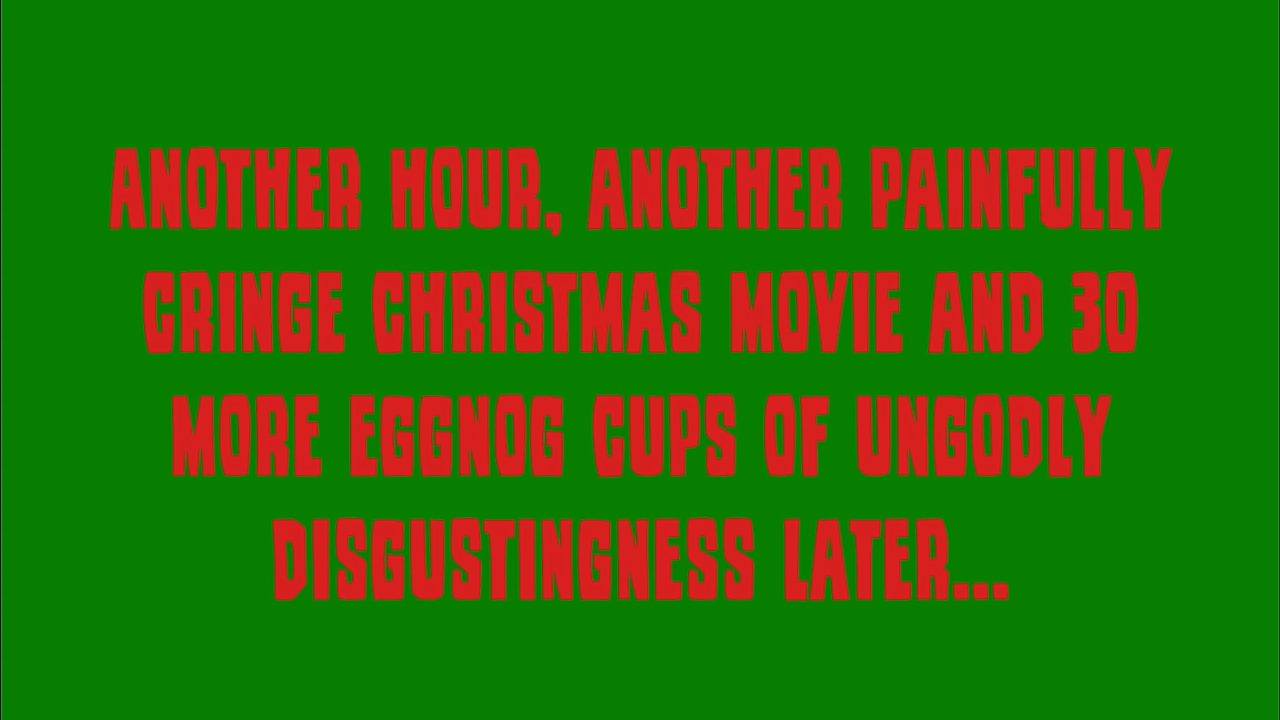 ANOTHER HOUR, ANOTHER PAINFULLY
CRINGE CHRISTMAS MOVIE AND 30
MORE EGGNOG CUPS OF UNGODLY
DISGUSTINGNESS LATER...